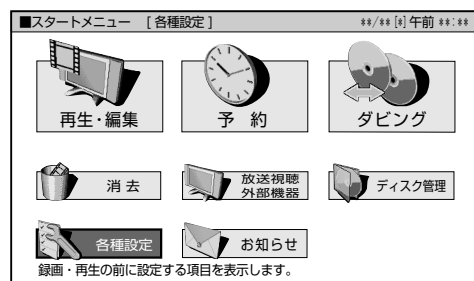 ■スタートメニュー [各種設定] **/**[*]午前**:**
再生・編集
予 約
ダビング
消 去
放送視聴
外部機器
ディスク管理
各種設定
お知らせ
録画・再生の前に設定する項目を表示します。